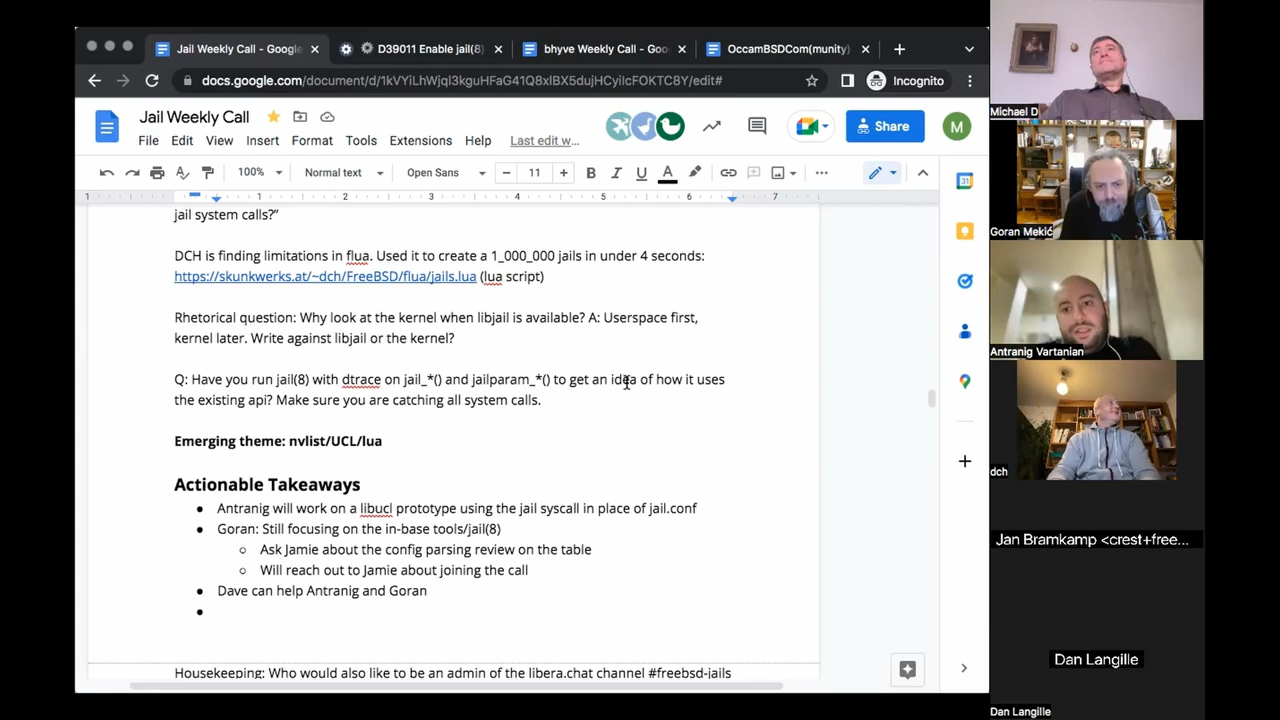 Jail Weekly Call - Google
D39011 Enable jail(8)
bhyve Weekly Call - Goo
OccamBSDCom(munity)
docs.google.com/document/d/1kVYiLhWjqI3kguHFaG41Q8xIBX5dujHCyilcFOKTC8Y/edit#
Incognito
Jail Weekly Call
File Edit View Insert Format Tools Extensions Help Last edit w...
Share
M
100% Normal text Open Sans 11 B I U A
1 1 2 3 4 5 6 7
jail system calls?"
DCH is finding limitations in flua. Used it to create a 1_000_000 jails in under 4 seconds:
https://skunkwerks.at/~dch/FreeBSD/flua/jails.lua (lua script)
Rhetorical question: Why look at the kernel when libjail is available? A: Userspace first,
kernel later. Write against libjail or the kernel?
Q: Have you run jail(8) with dtrace on jail_*() and jailparam_*() to get an idea of how it uses
the existing api? Make sure you are catching all system calls.
Emerging theme: nvlist/UCL/lua
Actionable Takeaways
• Antranig will work on a libucl prototype using the jail syscall in place of jail.conf
• Goran: Still focusing on the in-base tools/jail(8)
○ Ask Jamie about the config parsing review on the table
○ Will reach out to Jamie about joining the call
• Dave can help Antranig and Goran
•
Housekeeping: Who would also like to be an admin of the libera.chat channel #freebsd-jails
Michael D
Goran Mekić
Antranig Vartanian
dch
Jan Bramkamp <crest+free...
Dan Langille
Dan Langille